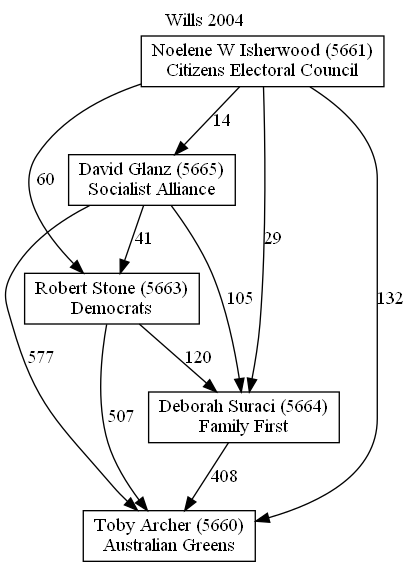 Wills 2004
Noelene W Isherwood (5661)
Citizens Electoral Council
14
David Glanz (5665)
Socialist Alliance
60
41
29
Robert Stone (5663)
Democrats
105
132
577
120
Deborah Suraci (5664)
Family First
507
408
Toby Archer (5660)
Australian Greens